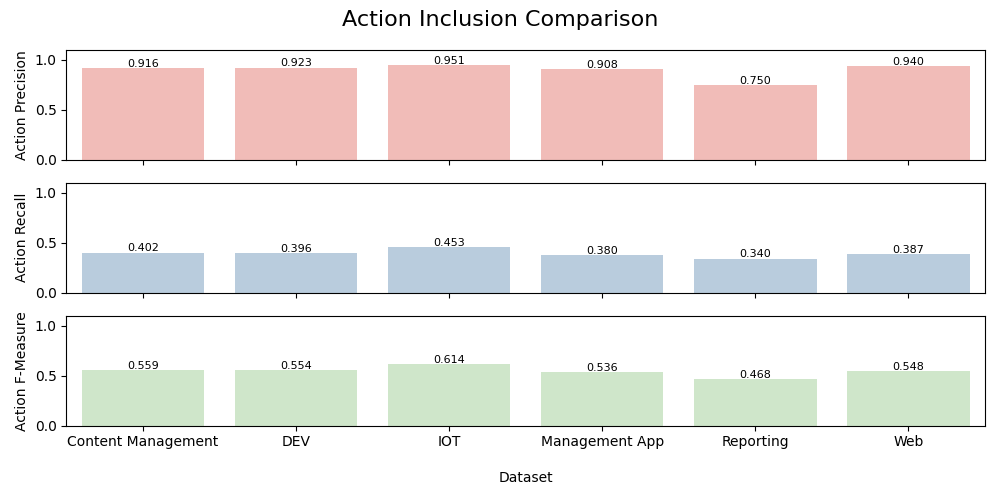 Action Inclusion Comparison
Action Precision
1.0
0.5
0.0
0.916
0.923
0.951
0.908
0.750
0.940
Action Recall
1.0
0.5
0.0
0.402
0.396
0.453
0.380
0.340
0.387
Action F-Measure
1.0
0.5
0.0
0.559
0.554
0.614
0.536
0.468
0.548
Content Management
DEV
IOT
Management App
Reporting
Web
Dataset